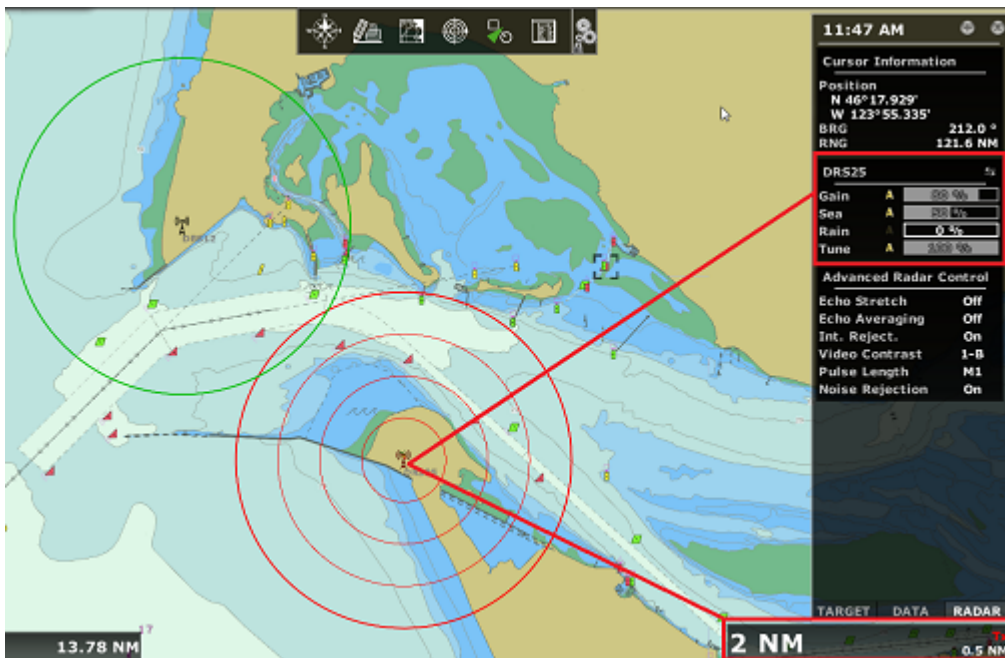 11:47 AM
Cursor Information
Position
N 46°17.929'
W 123°55.335'
BRG 212.0 °
RNG 121.6 NM
DRS25
Gain A
Sea A 50 %
Rain A 0 %
Tune A 100 %
Advanced Radar Control
Echo Stretch Off
Echo Averaging Off
Int. Reject. On
Video Contrast 1-B
Pulse Length M1
Noise Rejection On
TARGET DATA RADAR
17
13.78 NM
2 NM
0.5 NM